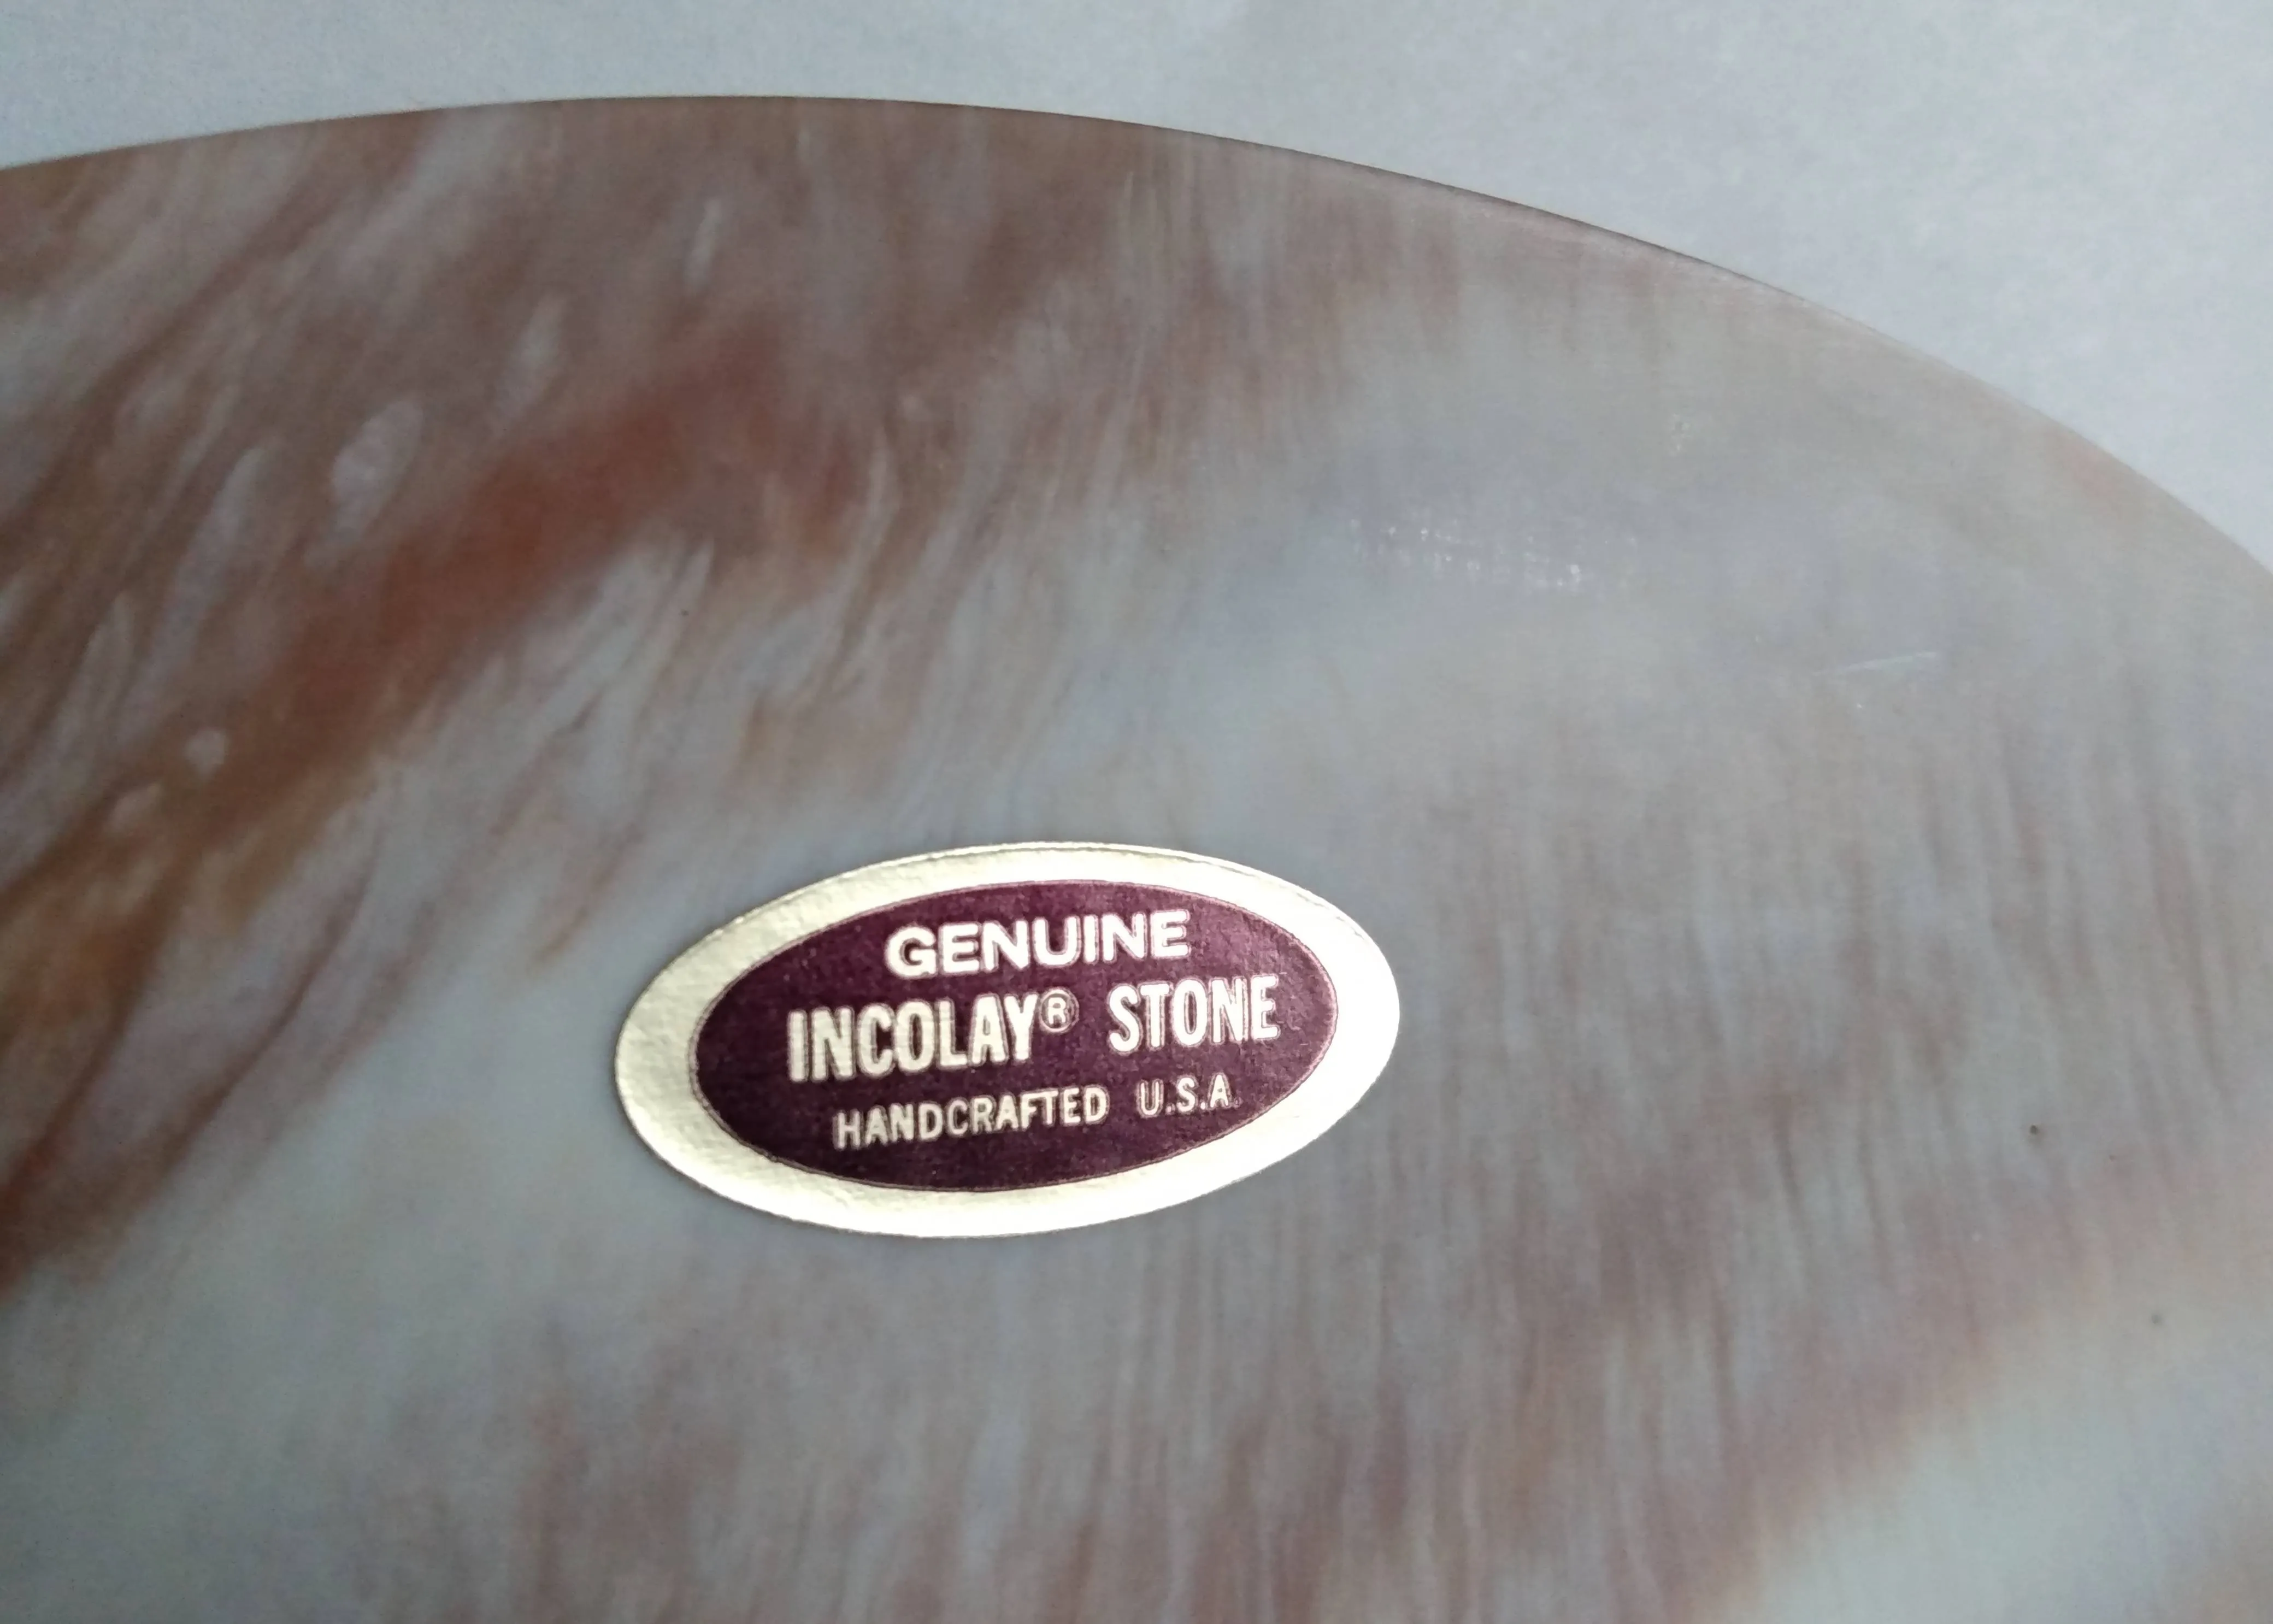 GENUINE
INCOLAY® STONE
HANDCRAFTED U.S.A.